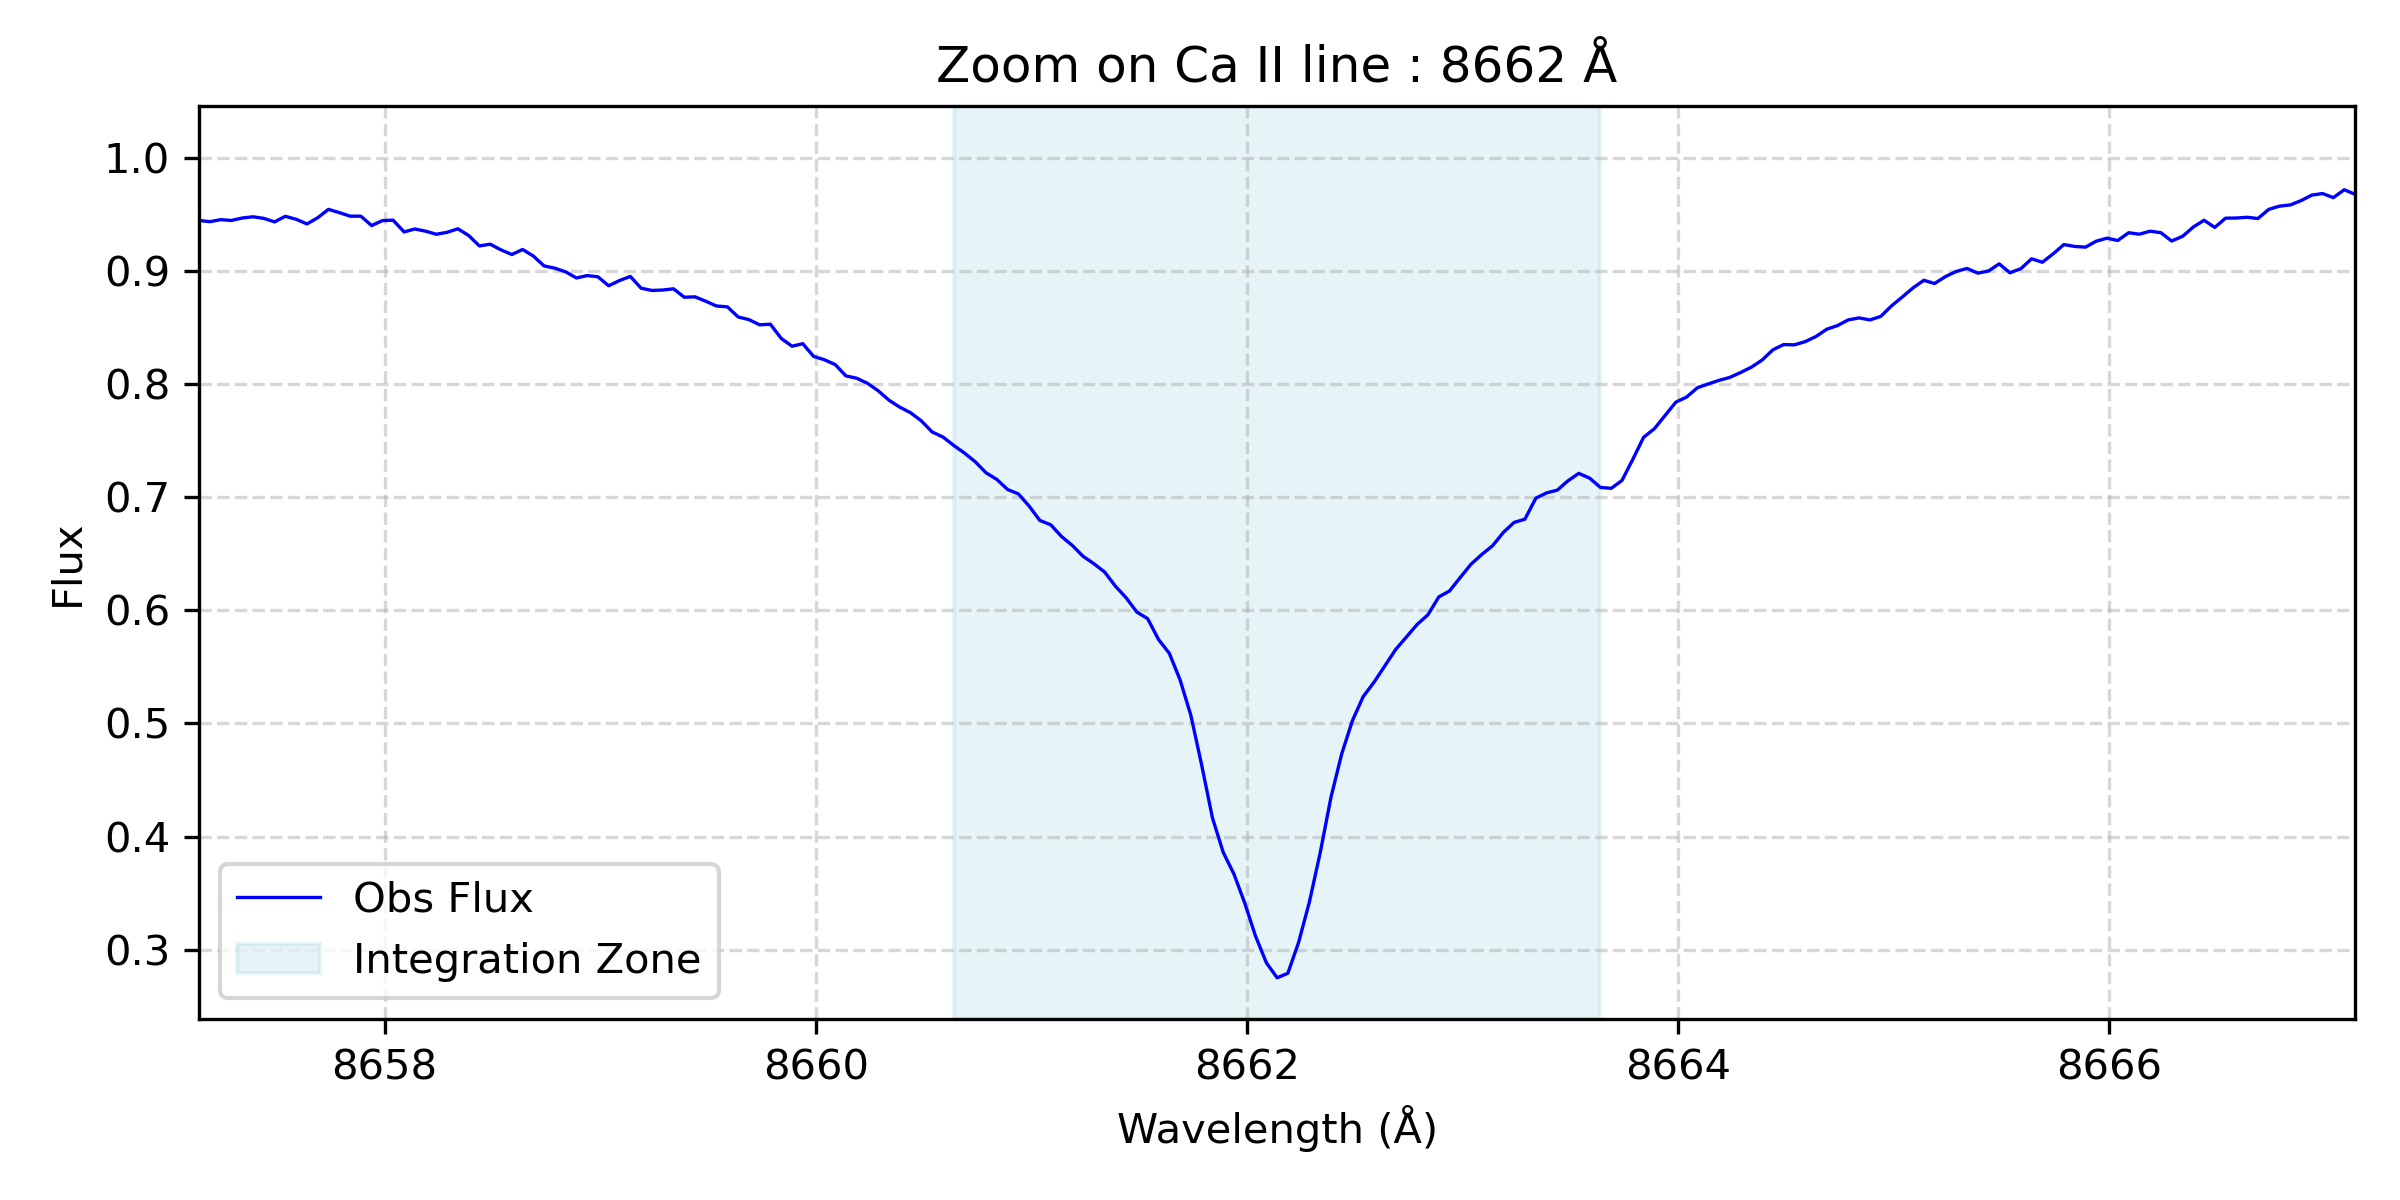 Zoom on Ca II line : 8662 Å
1.0
0.9
0.8
0.7
0.6
0.5
0.4
0.3
Flux
Obs Flux
Integration Zone
8658 8660 8662 8664 8666
Wavelength (Å)